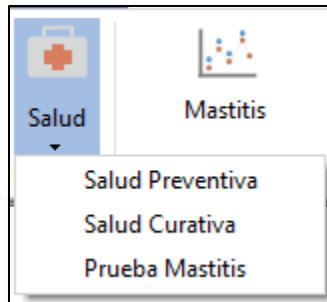 Salud
Mastitis
Salud Preventiva
Salud Curativa
Prueba Mastitis